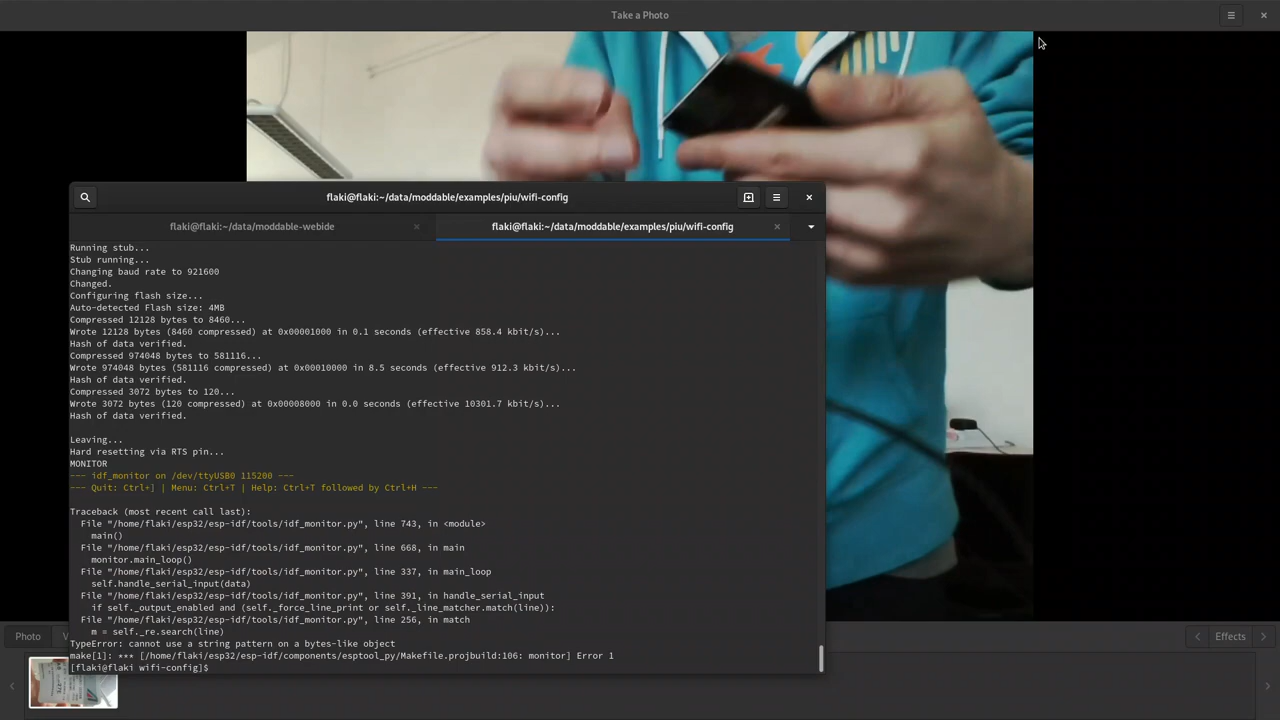 Take a Photo
flaki@flaki:~/data/moddable/examples/piu/wifi-config
flaki@flaki:~/data/moddable-webide
flaki@flaki:~/data/moddable/examples/piu/wifi-config
Running stub...
Stub running...
Changing baud rate to 921600
Changed.
Configuring flash size...
Auto-detected Flash size: 4MB
Compressed 12128 bytes to 8460...
Wrote 12128 bytes (8460 compressed) at 0x00001000 in 0.1 seconds (effective 858.4 kbit/s)...
Hash of data verified.
Compressed 974048 bytes to 581116...
Wrote 974048 bytes (581116 compressed) at 0x00010000 in 8.5 seconds (effective 912.3 kbit/s)...
Hash of data verified.
Compressed 3072 bytes to 120...
Wrote 3072 bytes (120 compressed) at 0x00008000 in 0.0 seconds (effective 10301.7 kbit/s)...
Hash of data verified.
Leaving...
Hard resetting via RTS pin...
MONITOR
--- idf_monitor on /dev/ttyUSB0 115200 ---
--- Quit: Ctrl+] | Menu: Ctrl+T | Help: Ctrl+T followed by Ctrl+H ---
Traceback (most recent call last):
File "/home/flaki/esp32/esp-idf/tools/idf_monitor.py", line 743, in <module>
main()
File "/home/flaki/esp32/esp-idf/tools/idf_monitor.py", line 668, in main
monitor.main_loop()
File "/home/flaki/esp32/esp-idf/tools/idf_monitor.py", line 337, in main_loop
self.handle_serial_input(data)
File "/home/flaki/esp32/esp-idf/tools/idf_monitor.py", line 391, in handle_serial_input
if self._output_enabled and (self._force_line_print or self._line_matcher.match(line)):
File "/home/flaki/esp32/esp-idf/tools/idf_monitor.py", line 256, in match
m = self._re.search(line)
TypeError: cannot use a string pattern on a bytes-like object
make[1]: *** [/home/flaki/esp32/esp-idf/components/esptool_py/Makefile.projbuild:106: monitor] Error 1
[flaki@flaki wifi-config]$
Photo
V
Effects